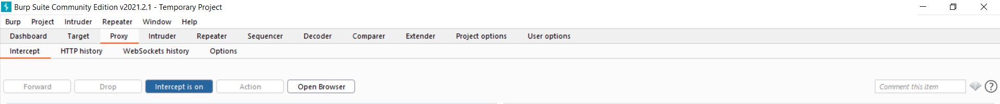 Burp Suite Community Edition v2021.2.1 - Temporary Project
Burp Project Intruder Repeater Window Help
Dashboard Target Proxy Intruder Repeater Sequencer Decoder Comparer Extender Project options User options
Intercept HTTP history WebSockets history Options
Forward Drop Intercept is on Action Open Browser Comment this item ?